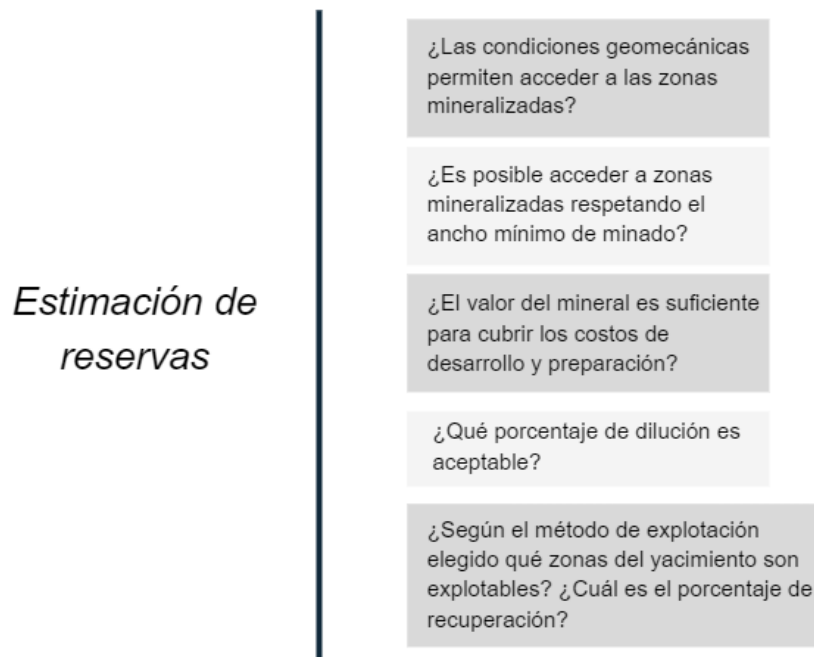 Estimación de
reservas
¿Las condiciones geomecánicas
permiten acceder a las zonas
mineralizadas?
¿Es posible acceder a zonas
mineralizadas respetando el
ancho mínimo de minado?
¿El valor del mineral es suficiente
para cubrir los costos de
desarrollo y preparación?
¿Qué porcentaje de dilución es
aceptable?
¿Según el método de explotación
elegido qué zonas del yacimiento son
explotables? ¿Cuál es el porcentaje de
recuperación?